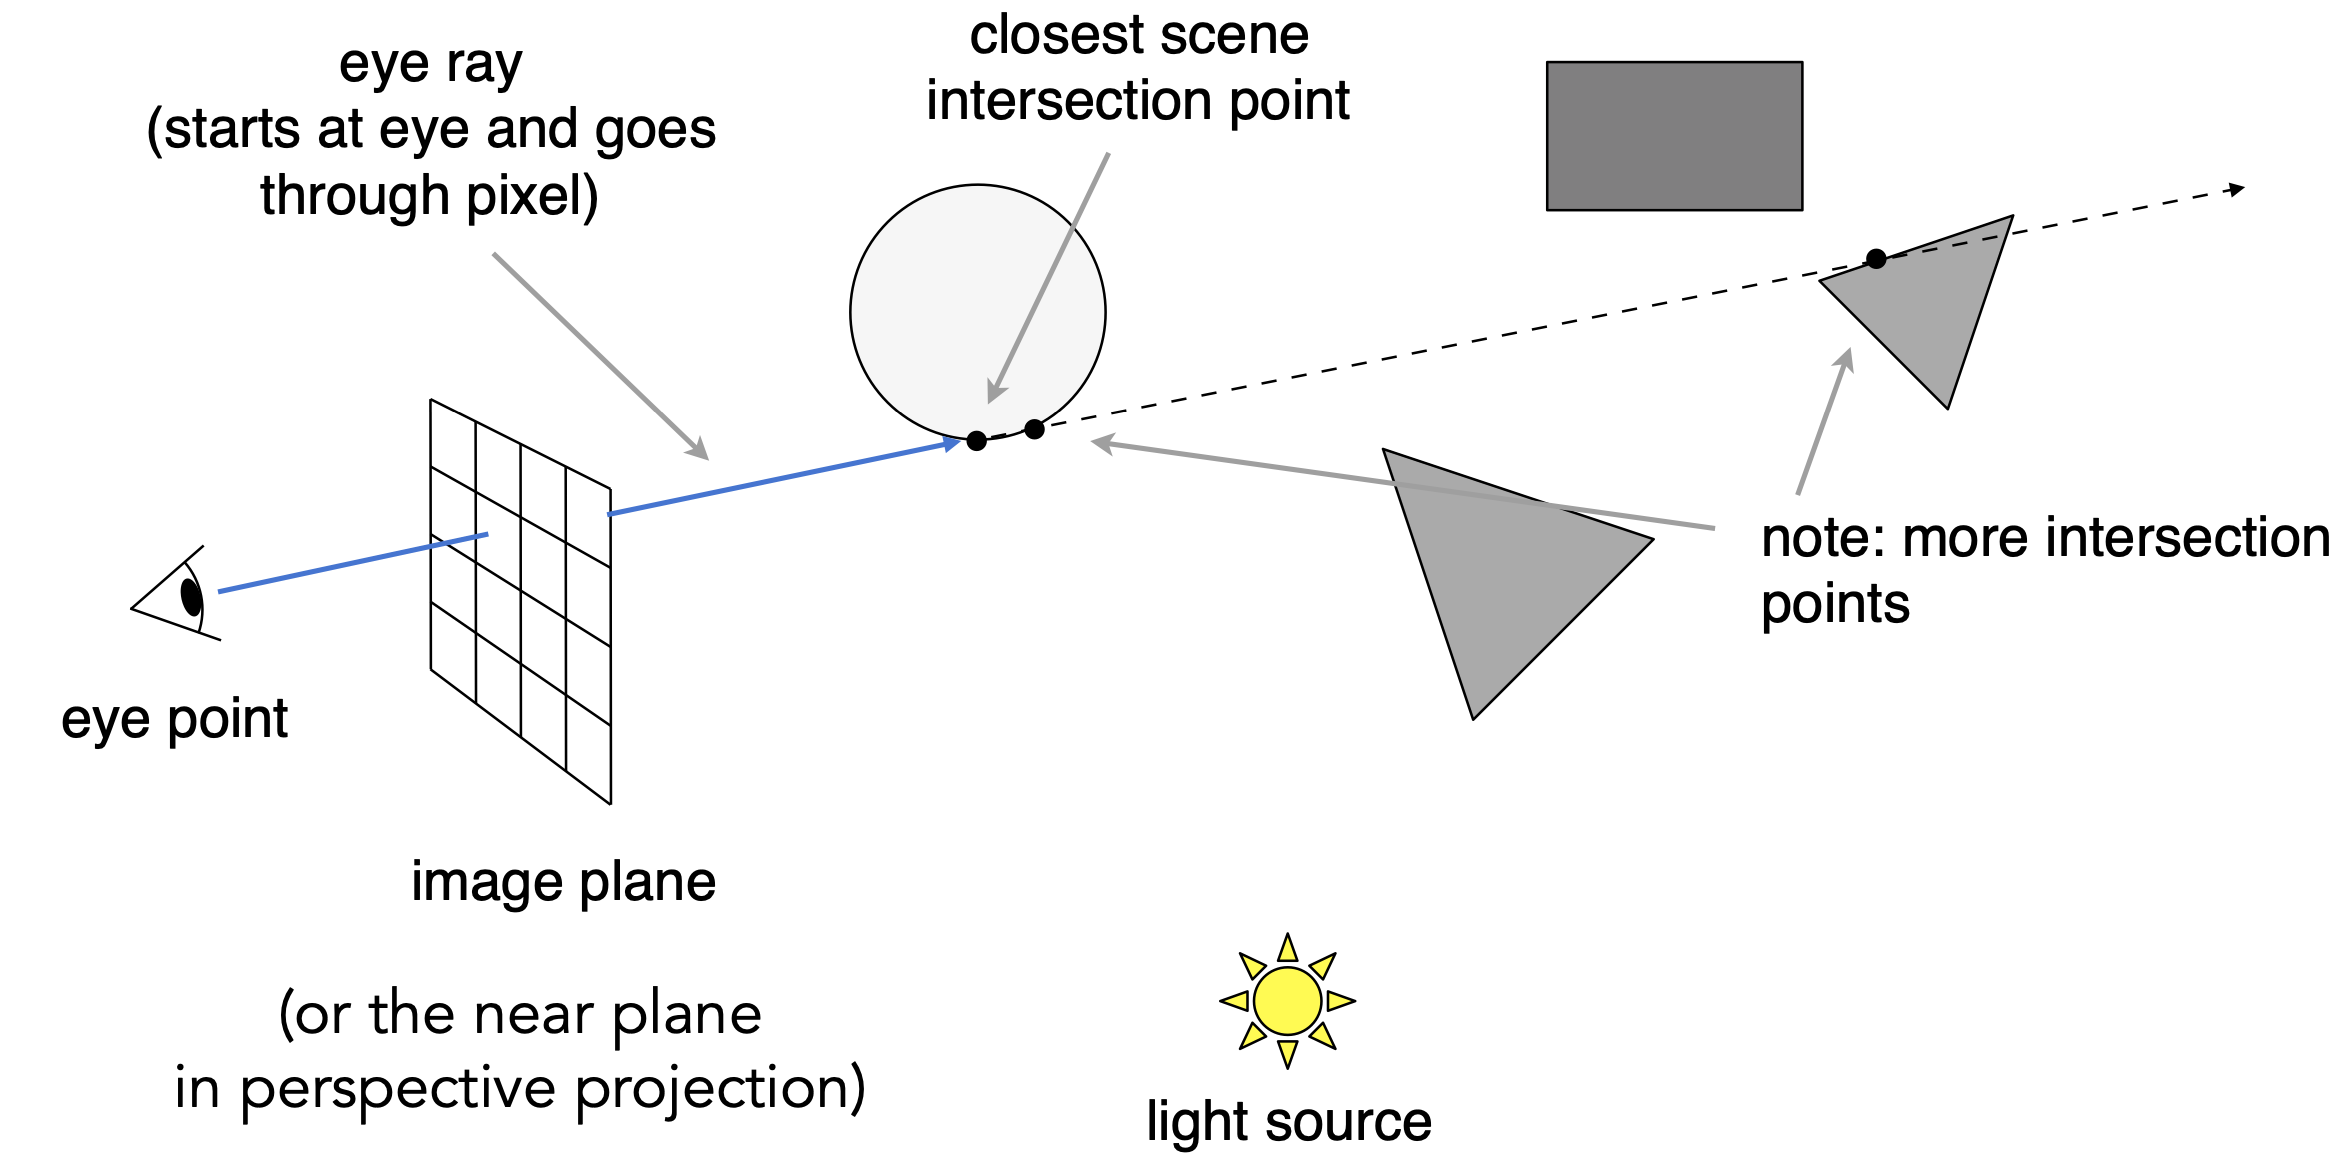 eye ray
(starts at eye and goes
through pixel)
closest scene
intersection point
note: more intersection
points
eye point
image plane
(or the near plane
in perspective projection)
light source